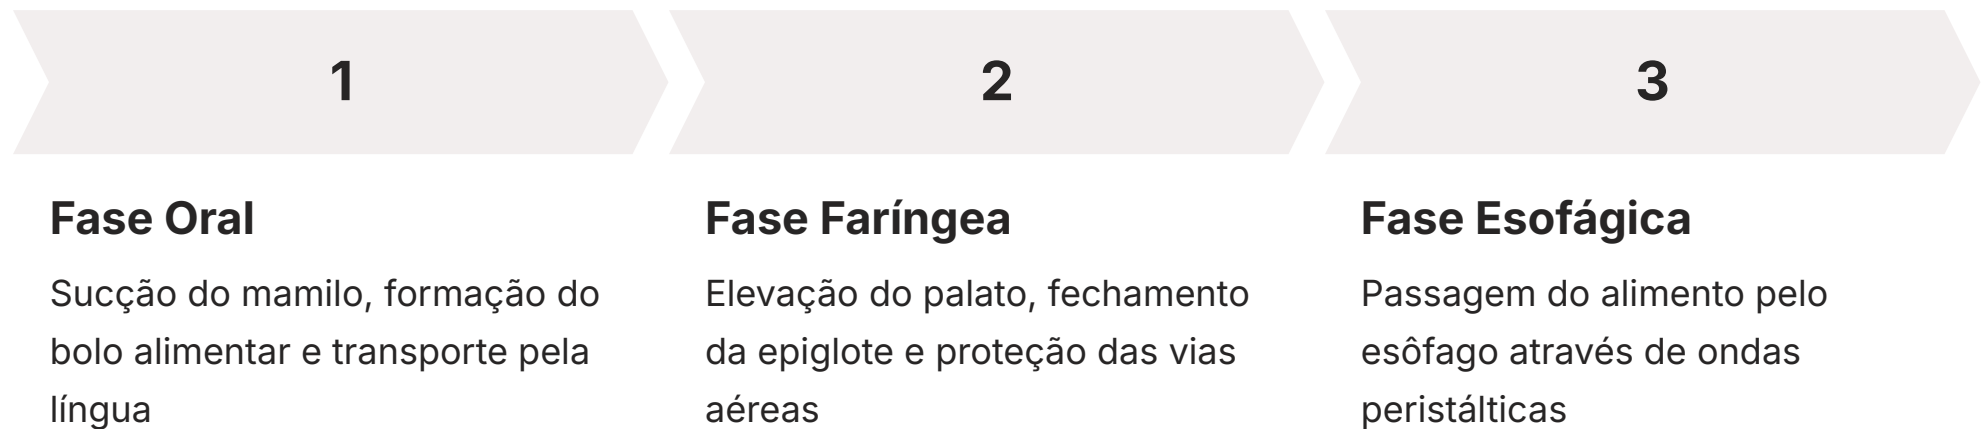 1
2
3
Fase Oral
Sucção do mamilo, formação do
bolo alimentar e transporte pela
língua
Fase Faríngea
Elevação do palato, fechamento
da epiglote e proteção das vias
aéreas
Fase Esofágica
Passagem do alimento pelo
esôfago através de ondas
peristálticas